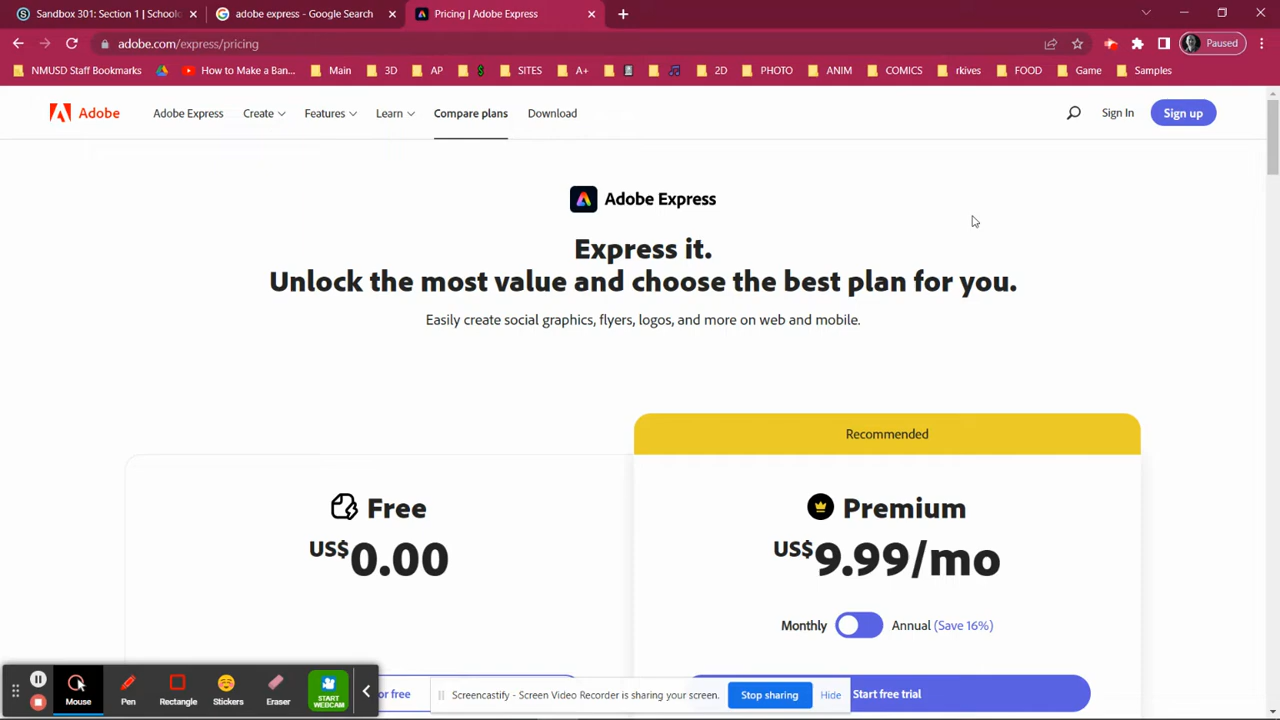 Sandbox 301: Section 1 | School
adobe express - Google Search
Pricing | Adobe Express
adobe.com/express/pricing
Paused
NMUSD Staff Bookmarks
How to Make a Ban...
Main
3D
AP
SITES
A+
2D
PHOTO
ANIM
COMICS
rkives
FOOD
Game
Samples
Adobe
Adobe Express
Create
Features
Learn
Compare plans
Download
Sign In
Sign up
Adobe Express
Express it.
Unlock the most value and choose the best plan for you.
Easily create social graphics, flyers, logos, and more on web and mobile.
Recommended
Free
US$0.00
Premium
US$9.99/mo
Monthly
Annual (Save 16%)
or free
Start free trial
Mouse
Pen
Rectangle
Stickers
Eraser
START
WEBCAM
Screencastify - Screen Video Recorder is sharing your screen.
Stop sharing
Hide